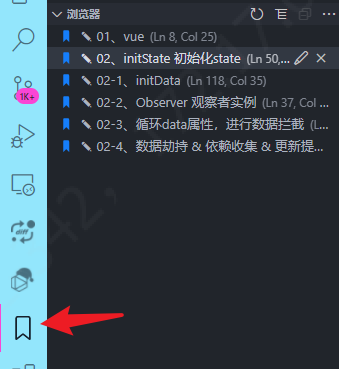 浏览器
01、vue (Ln 8, Col 25)
02、initState 初始化state (Ln 50,...
02-1、initData (Ln 118, Col 35)
02-2、Observer 观察者实例 (Ln 37, Col ...
02-3、循环data属性，进行数据拦截 (L...
02-4、数据劫持 & 依赖收集 & 更新提...
1K+
diff